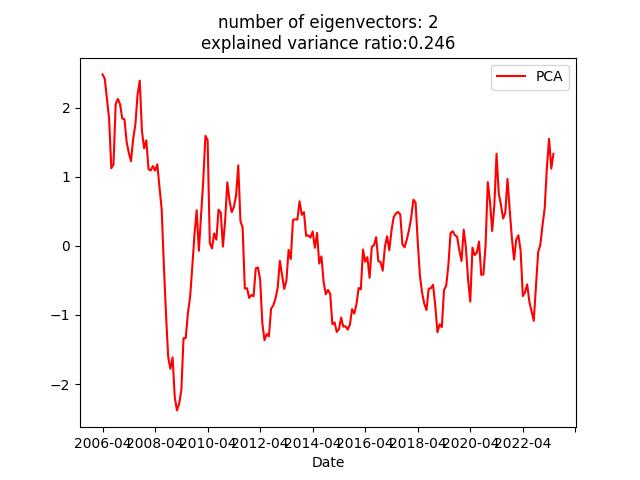 number of eigenvectors: 2
explained variance ratio:0.246
PCA
2
1
0
−1
−2
2006-04 2008-04 2010-04 2012-04 2014-04 2016-04 2018-04 2020-04 2022-04
Date